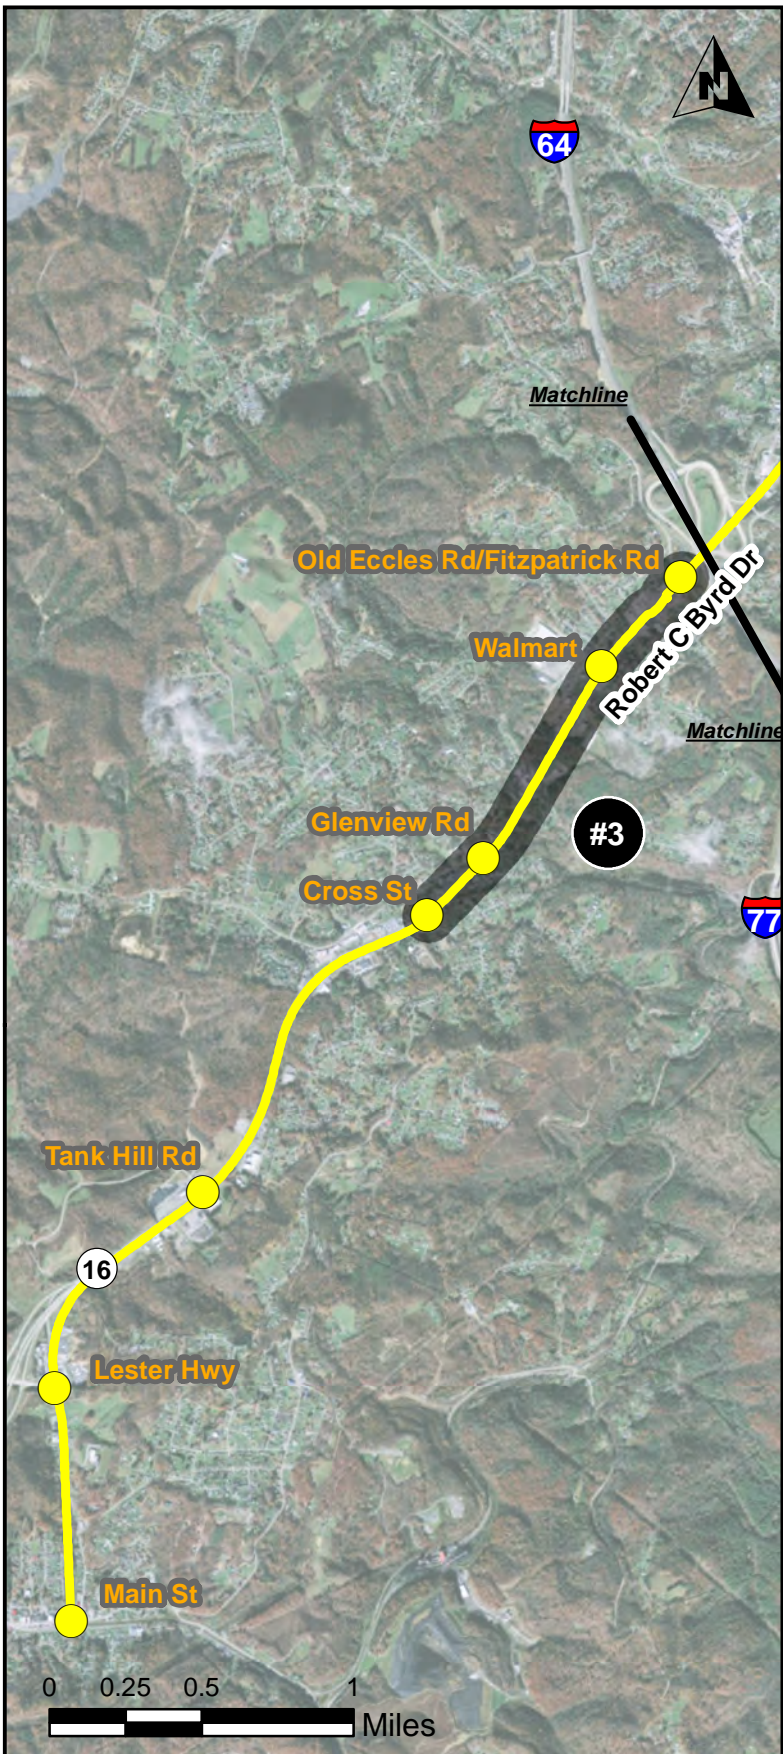 N
64
Matchline
Old Eccles Rd/Fitzpatrick Rd
Robert C Byrd Dr
Walmart
Matchline
Glenview Rd
#3
Cross St
77
Tank Hill Rd
16
Lester Hwy
Main St
0 0.25 0.5 1
Miles